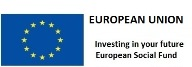 EUROPEAN UNION
Investing in your future
European Social Fund